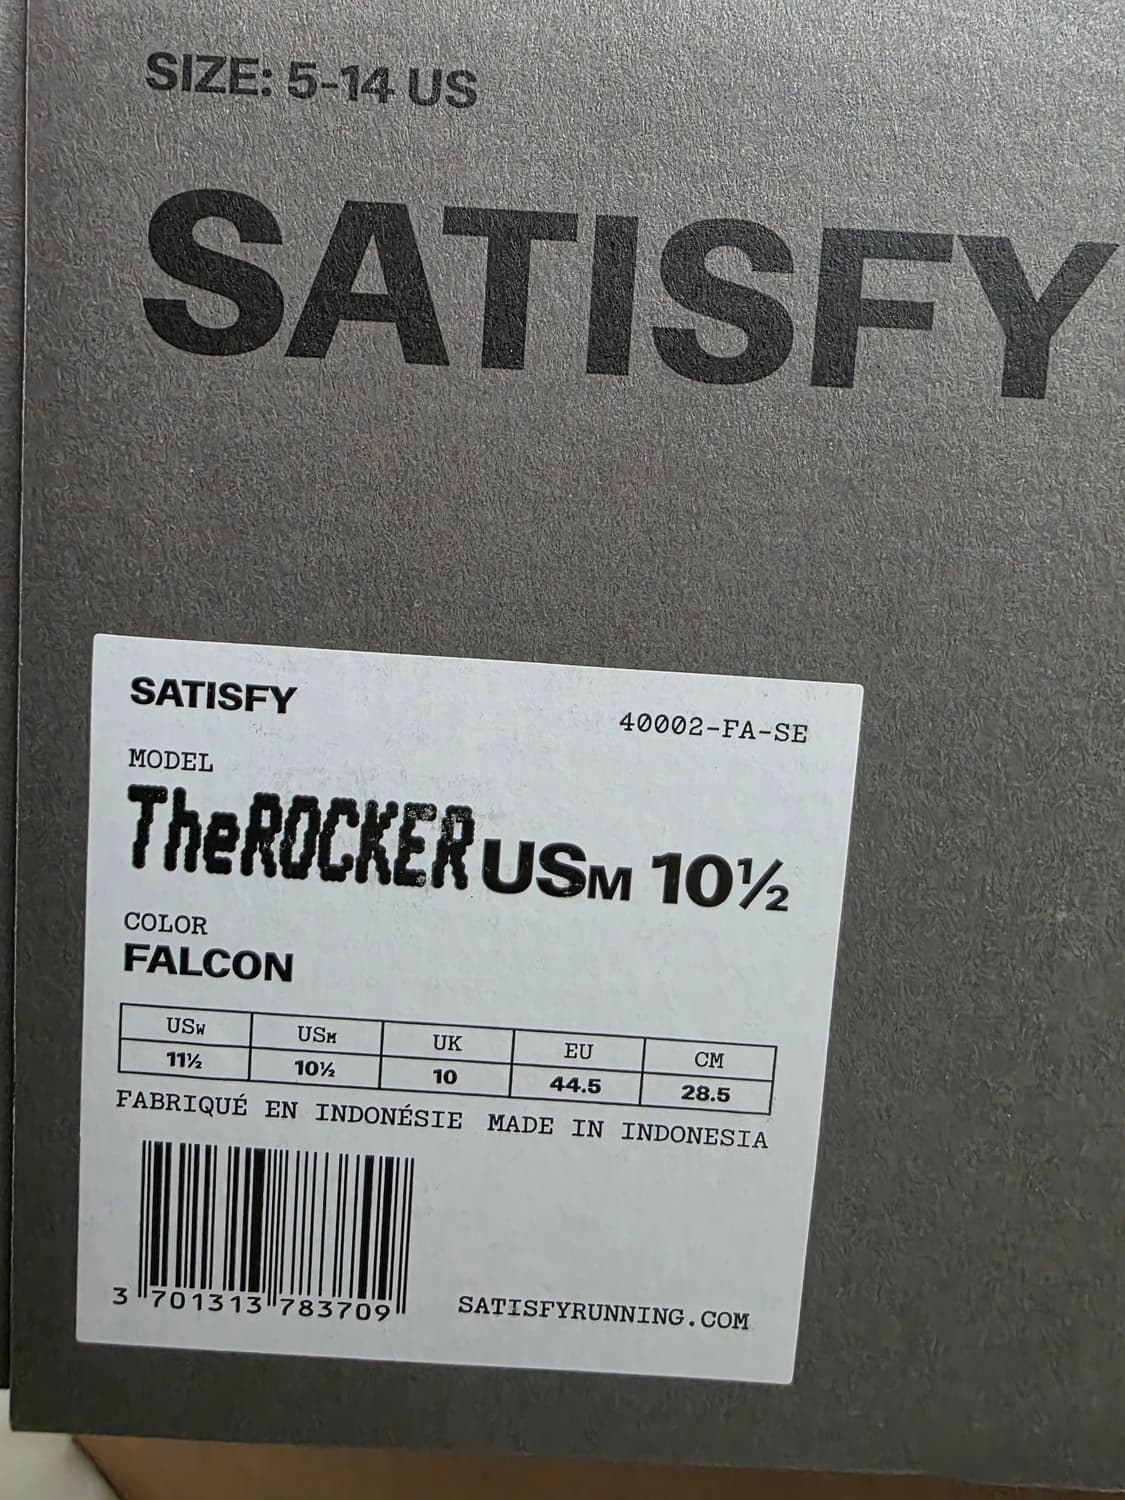 SIZE: 5-14 US
SATISFY
SATISFY
40002-FA-SE
MODEL
TheROCKER USM 10½
COLOR
FALCON
USW USM UK EU CM
11½ 10½ 10 44.5 28.5
FABRIQUÉ EN INDONÉSIE MADE IN INDONESIA
3 701313 783709
SATISFYRUNNING.COM